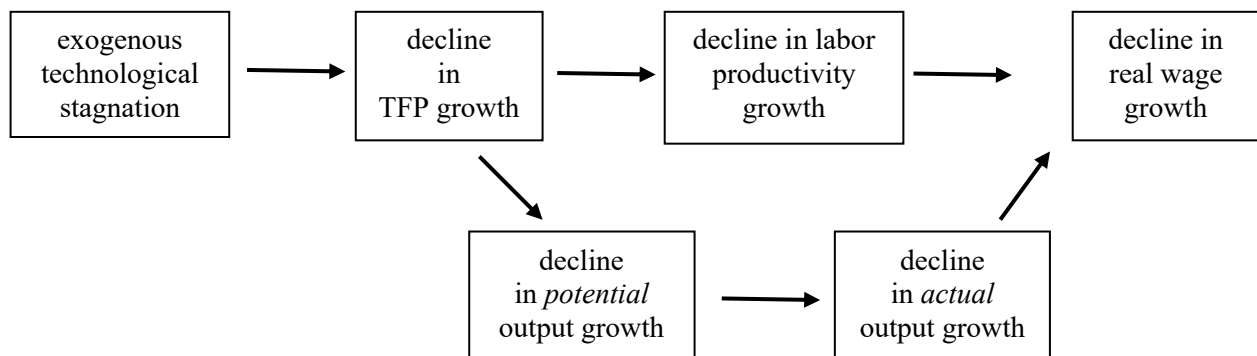 exogenous
technological
stagnation
decline
in
TFP growth
decline in labor
productivity
growth
decline in
real wage
growth
decline
in potential
output growth
decline
in actual
output growth